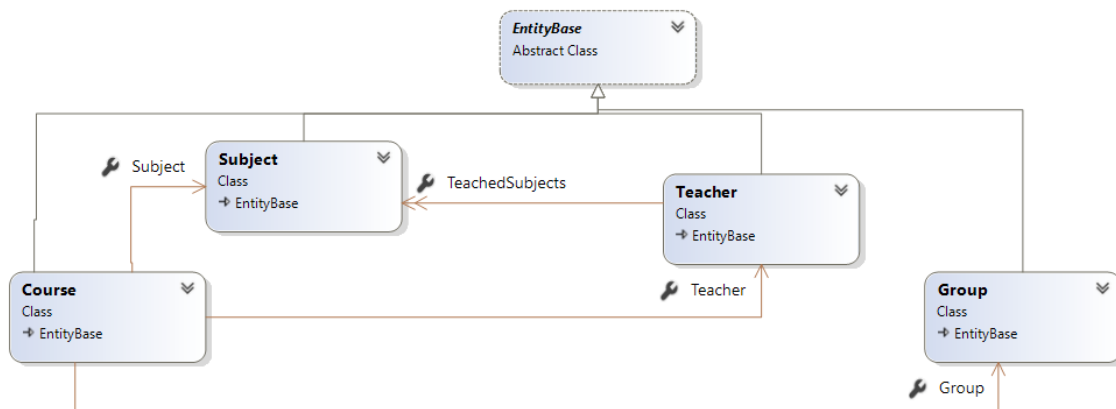 EntityBase
Abstract Class
Subject
Subject
Class
EntityBase
TeachedSubjects
Teacher
Class
EntityBase
Course
Class
EntityBase
Teacher
Group
Class
EntityBase
Group